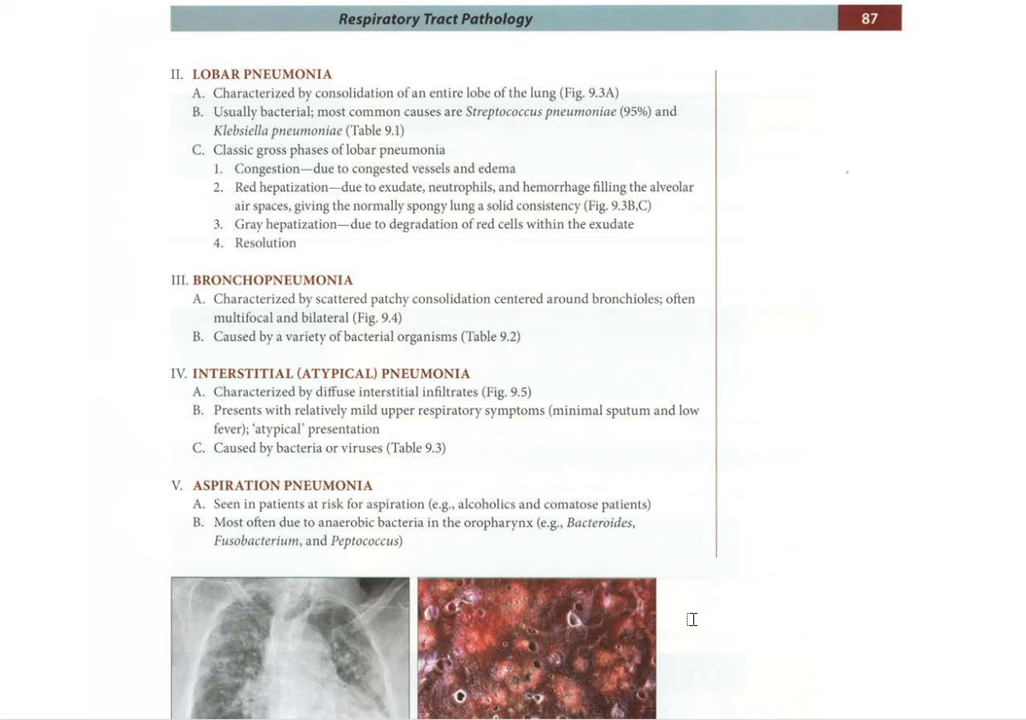 Respiratory Tract Pathology
87
II. LOBAR PNEUMONIA
A. Characterized by consolidation of an entire lobe of the lung (Fig. 9.3A)
B. Usually bacterial; most common causes are Streptococcus pneumoniae (95%) and
Klebsiella pneumoniae (Table 9.1)
C. Classic gross phases of lobar pneumonia
1. Congestion—due to congested vessels and edema
2. Red hepatization—due to exudate, neutrophils, and hemorrhage filling the alveolar
air spaces, giving the normally spongy lung a solid consistency (Fig. 9.3B,C)
3. Gray hepatization—due to degradation of red cells within the exudate
4. Resolution
III. BRONCHOPNEUMONIA
A. Characterized by scattered patchy consolidation centered around bronchioles; often
multifocal and bilateral (Fig. 9.4)
B. Caused by a variety of bacterial organisms (Table 9.2)
IV. INTERSTITIAL (ATYPICAL) PNEUMONIA
A. Characterized by diffuse interstitial infiltrates (Fig. 9.5)
B. Presents with relatively mild upper respiratory symptoms (minimal sputum and low
fever); 'atypical' presentation
C. Caused by bacteria or viruses (Table 9.3)
V. ASPIRATION PNEUMONIA
A. Seen in patients at risk for aspiration (e.g., alcoholics and comatose patients)
B. Most often due to anaerobic bacteria in the oropharynx (e.g., Bacteroides,
Fusobacterium, and Peptococcus)